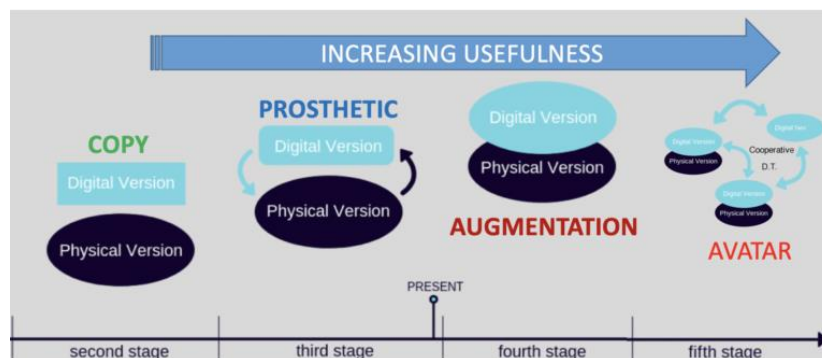 INCREASING USEFULNESS
COPY
Digital Version
Physical Version
PROSTHETIC
Digital Version
Physical Version
Digital Version
Physical Version
AUGMENTATION
Digital Version
Physical Version
Digital
Cooperative
D.T.
Digital Version
Physical Version
AVATAR
PRESENT
second stage
third stage
fourth stage
fifth stage